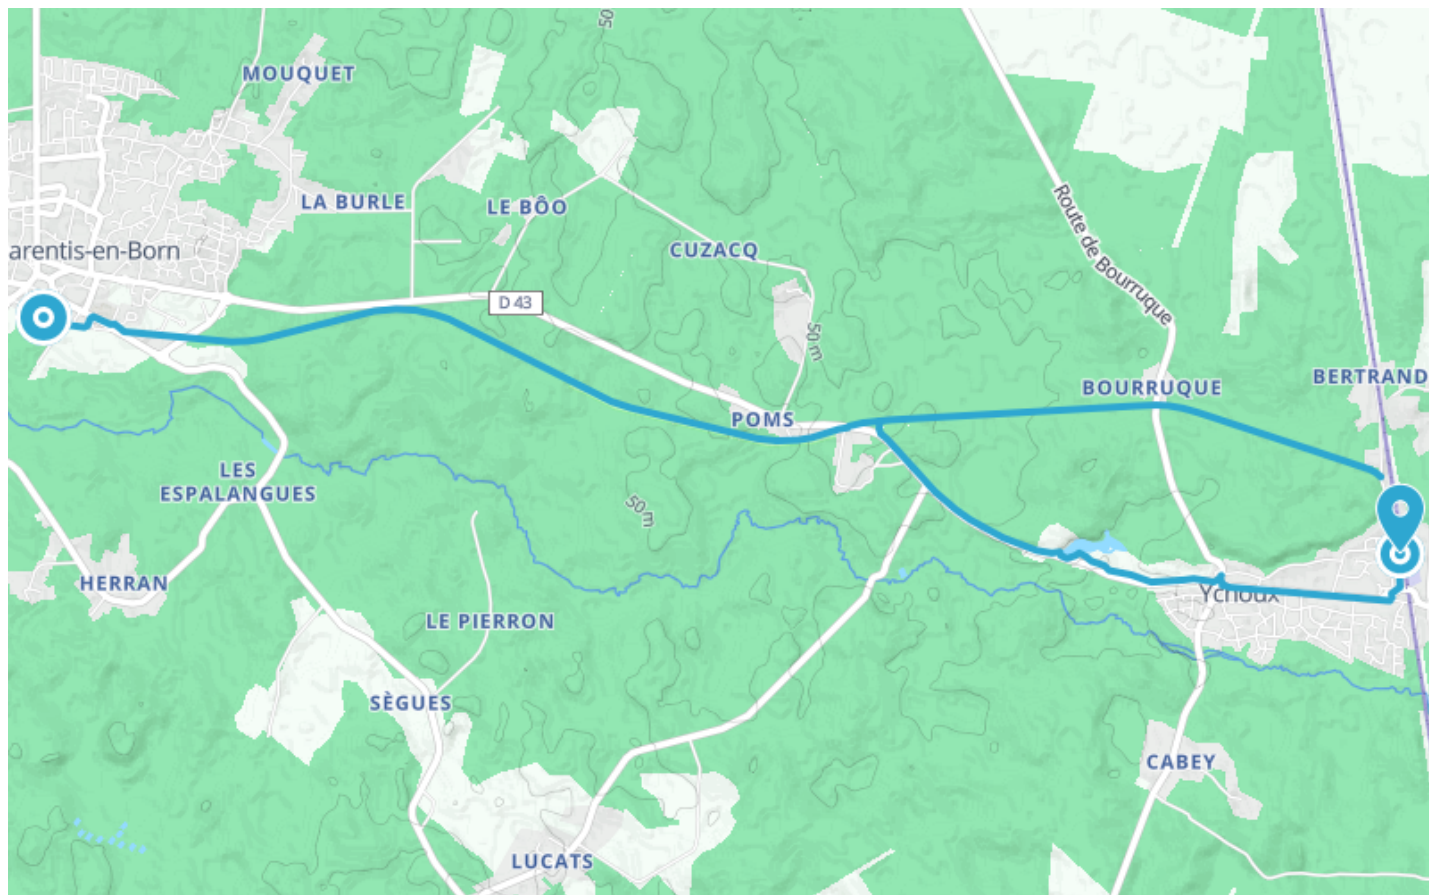 50
MOUQUET
LA BURLE
LE BÔO
Route de Bourruque
arentis-en-Born
CUZACQ
D 43
50 m
BERTRAND
BOURRUQUE
POMS
LES
ESPALANGUES
50 m
HERRAN
Ychoux
LE PIERRON
SÈGUES
CABEY
LUCATS